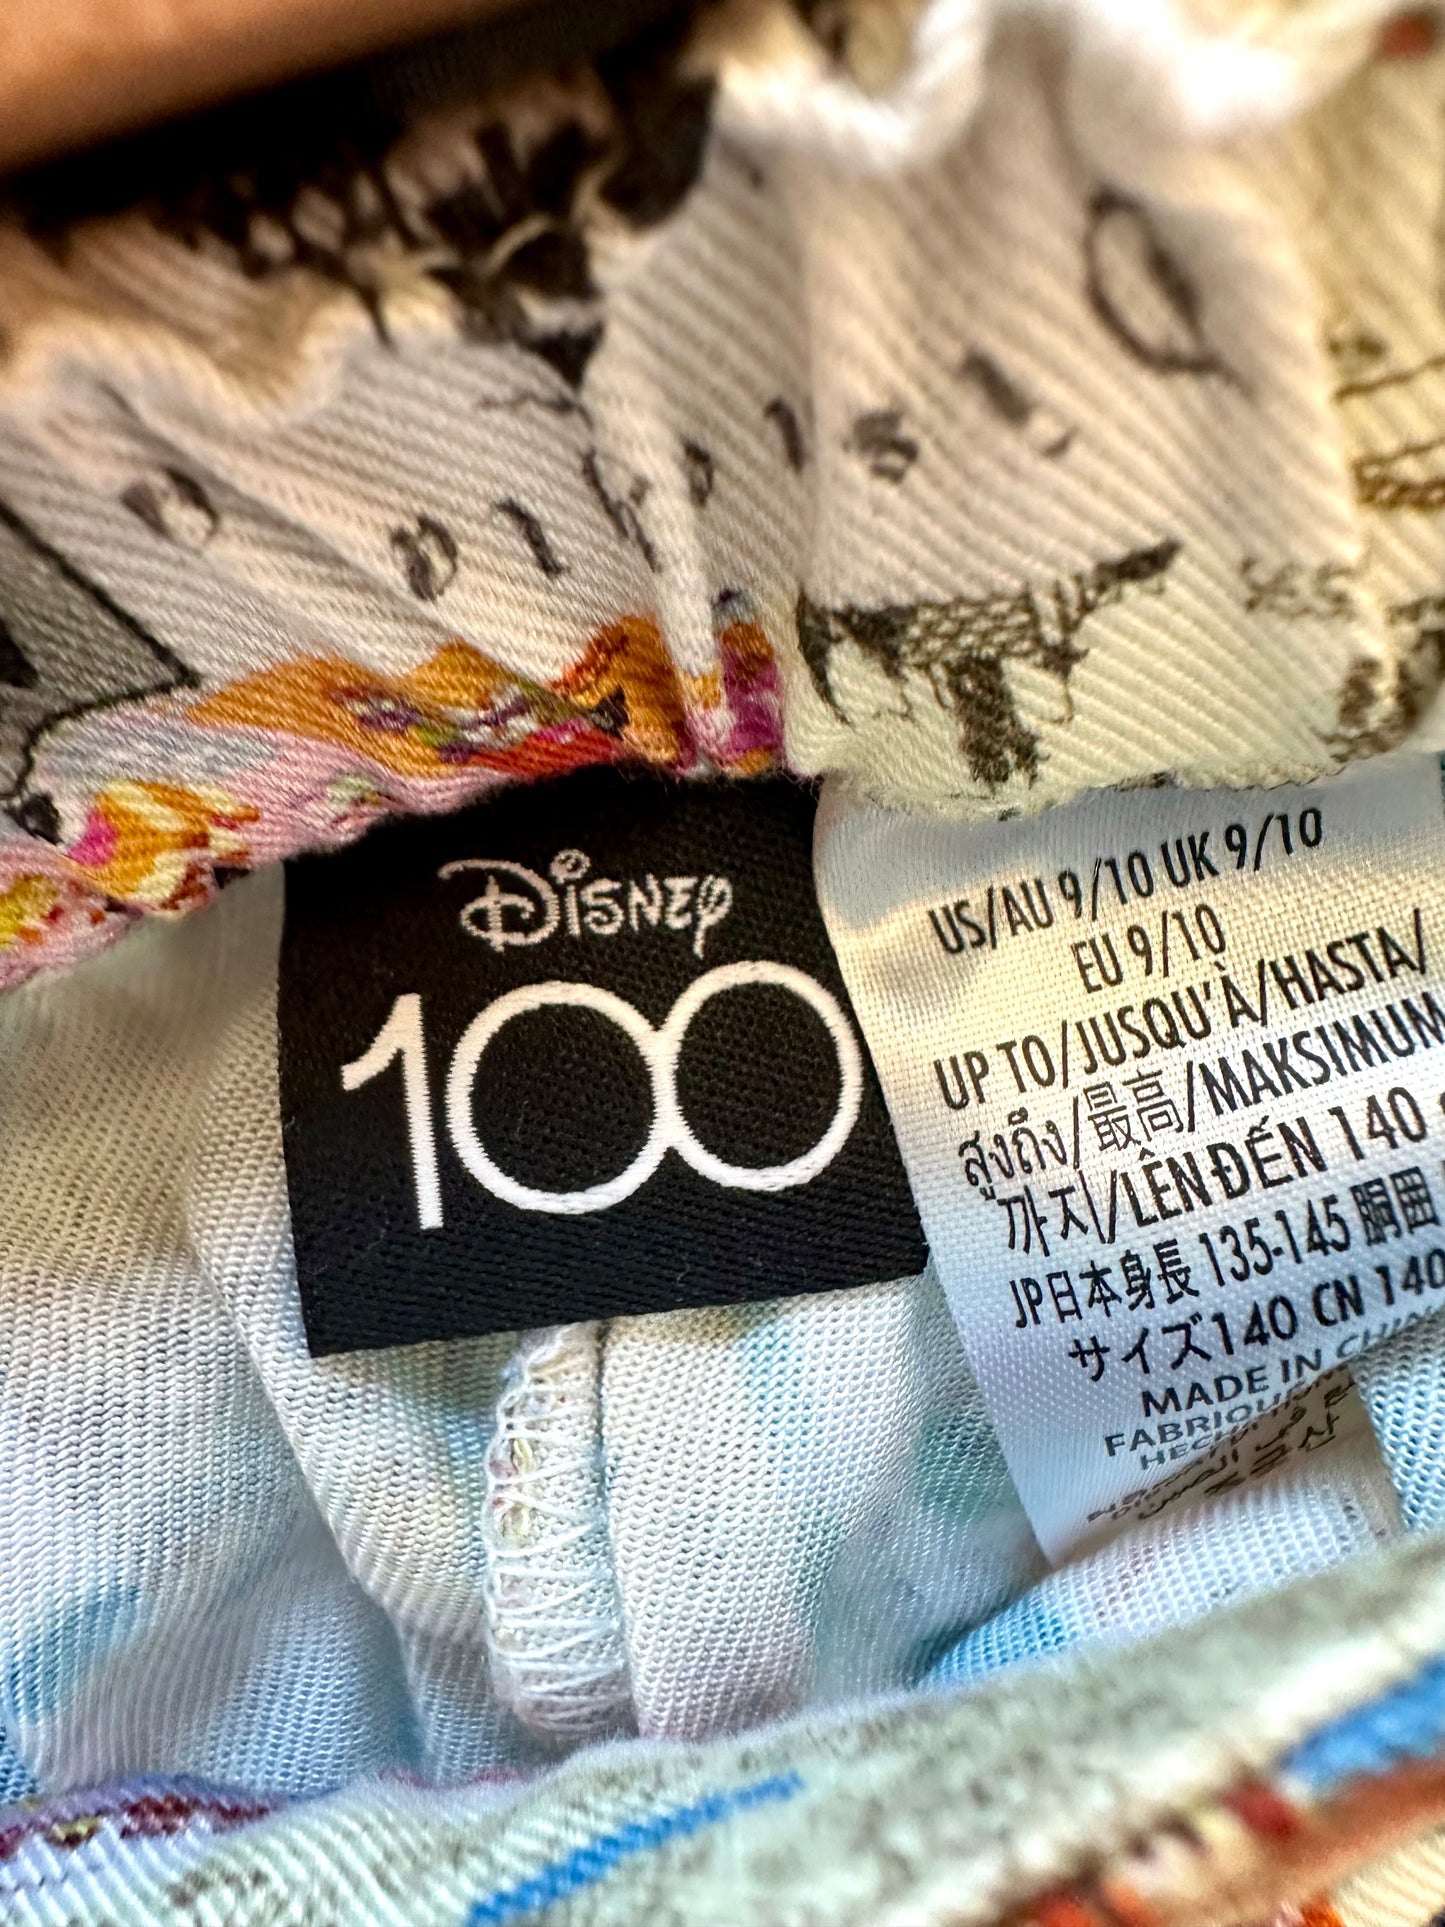 Disney
100
US/AU 9/10 UK 9/10
EU 9/10
UP TO/JUSQU'À/HASTA/
สูงถึง/最高/MAKSIMUM
까지/LÊN ĐẾN 140
JP日本身長 135-145 胴囲
サイズ140 CN 140
MADE IN CHIN
FABRIQU